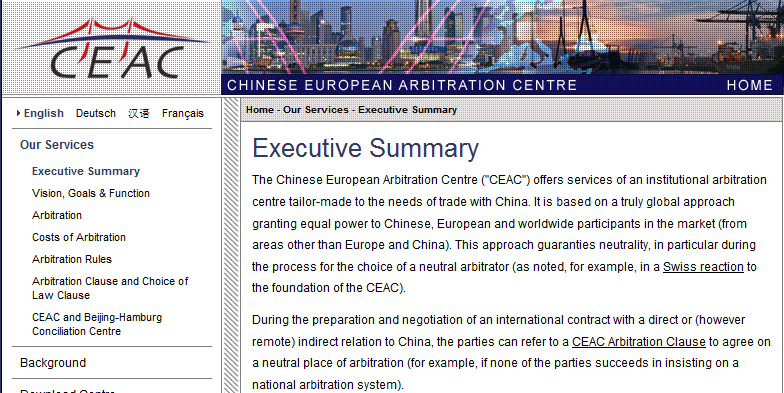 CEAC
CHINESE EUROPEAN ARBITRATION CENTRE
HOME
English Deutsch 汉语 Français
Our Services
Executive Summary
Vision, Goals & Function
Arbitration
Costs of Arbitration
Arbitration Rules
Arbitration Clause and Choice of
Law Clause
CEAC and Beijing-Hamburg
Conciliation Centre
Background
Download Centre
Home - Our Services - Executive Summary
Executive Summary
The Chinese European Arbitration Centre ("CEAC") offers services of an institutional arbitration
centre tailor-made to the needs of trade with China. It is based on a truly global approach
granting equal power to Chinese, European and worldwide participants in the market (from
areas other than Europe and China). This approach guaranties neutrality, in particular during
the process for the choice of a neutral arbitrator (as noted, for example, in a Swiss reaction to
the foundation of the CEAC).
During the preparation and negotiation of an international contract with a direct or (however
remote) indirect relation to China, the parties can refer to a CEAC Arbitration Clause to agree on
a neutral place of arbitration (for example, if none of the parties succeeds in insisting on a
national arbitration system).